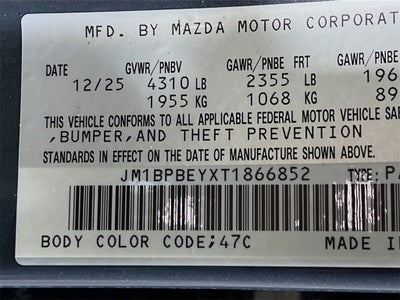 MFD. BY MAZDA MOTOR CORPORAT
DATE GVWR/PNBV GAWR/PNBE FRT GAWR/PNBE
12/25 4310 LB 2355 LB 196
1955 KG 1068 KG 89
THIS VEHICLE CONFORMS TO ALL APPLICABLE FEDERAL MOTOR VEHICLE SAF
,BUMPER,AND THEFT PREVENTION
STANDARDS IN EFFECT ON THE DATE OF MANUFACTURE SHOWN ABOVE.
JM1BPBEYXT1866852 TYPE: PA
BODY COLOR CODE;47C MADE I